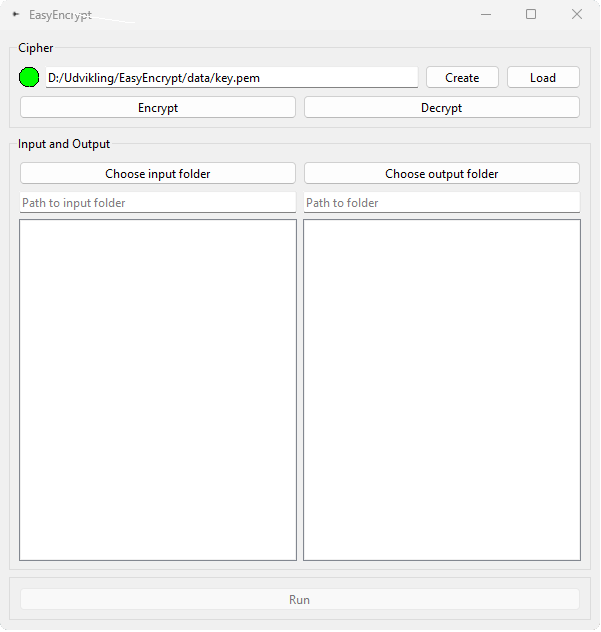 EasyEncrypt
Cipher
D:/Udvikling/EasyEncrypt/data/key.pem Create Load
Encrypt Decrypt
Input and Output
Choose input folder Choose output folder
Path to input folder Path to folder
Run